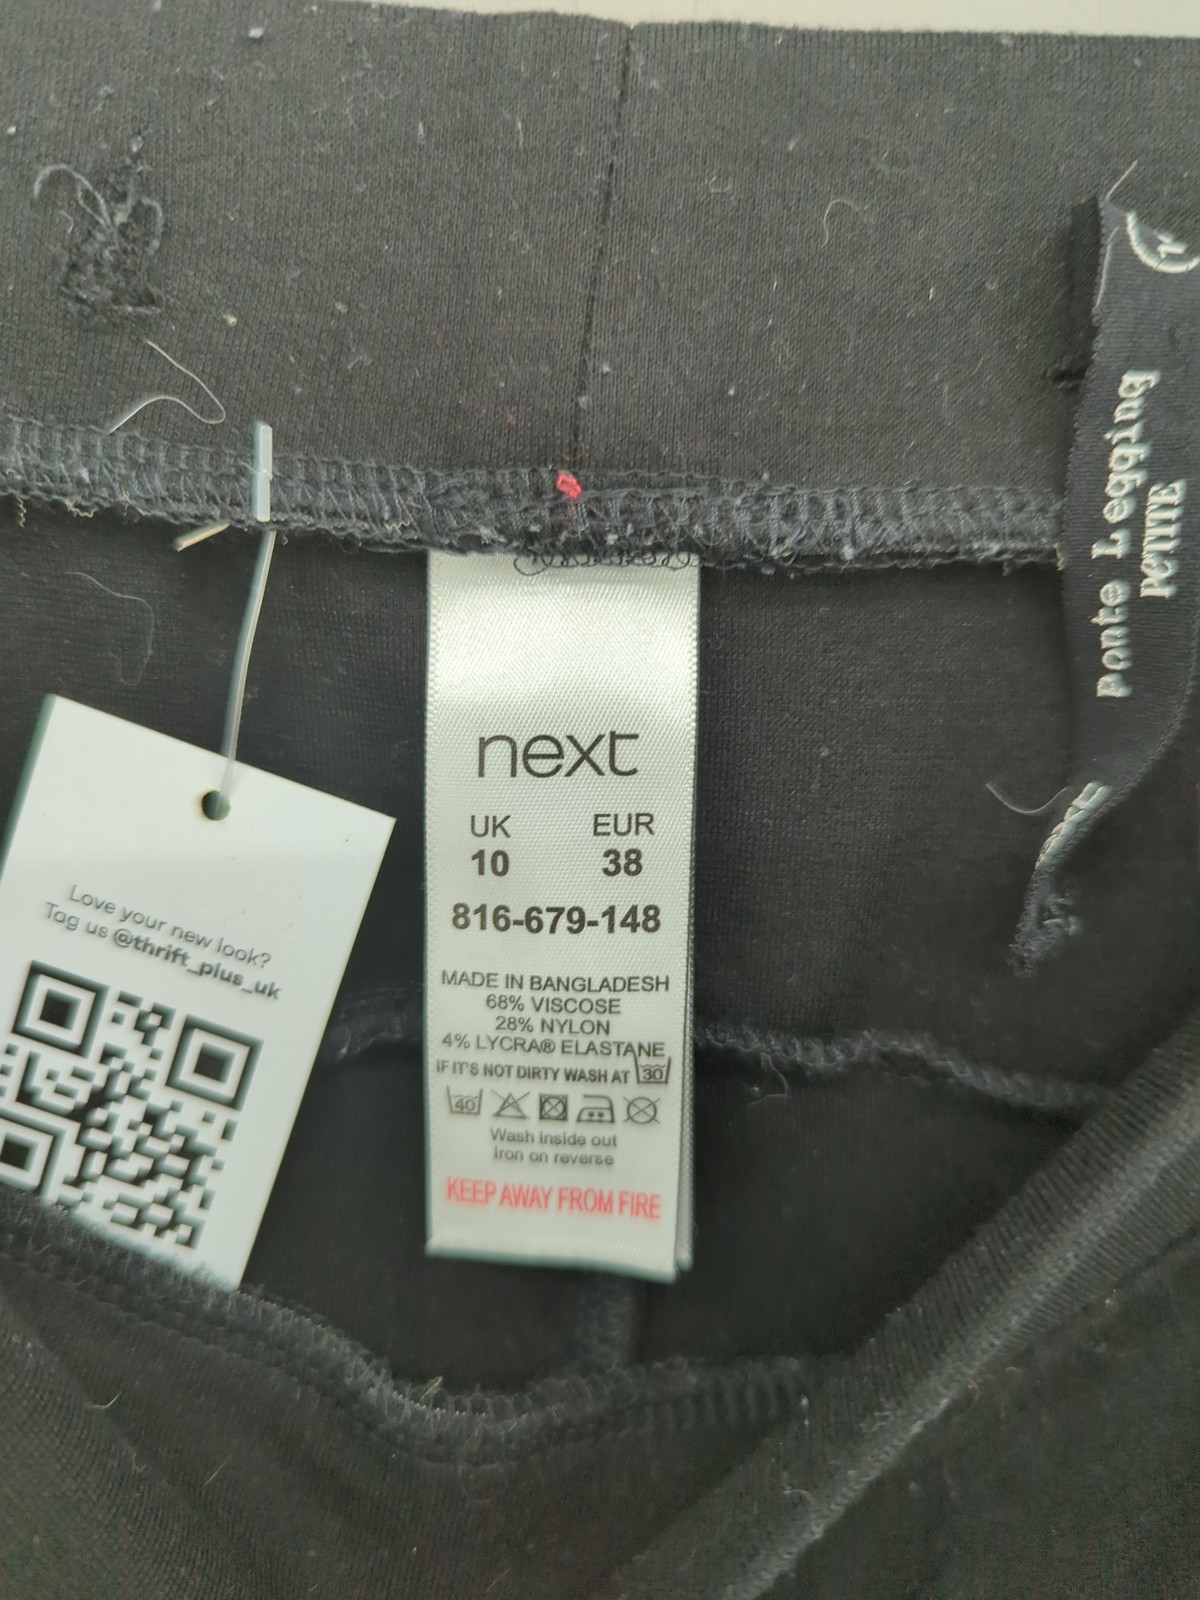 Ponte Legging
PETITE
next
UK EUR
10 38
816-679-148
MADE IN BANGLADESH
68% VISCOSE
28% NYLON
4% LYCRA® ELASTANE
IF IT'S NOT DIRTY WASH AT 30
40
Wash inside out
Iron on reverse
KEEP AWAY FROM FIRE
Love your new look?
Tag us @thrift_plus_uk